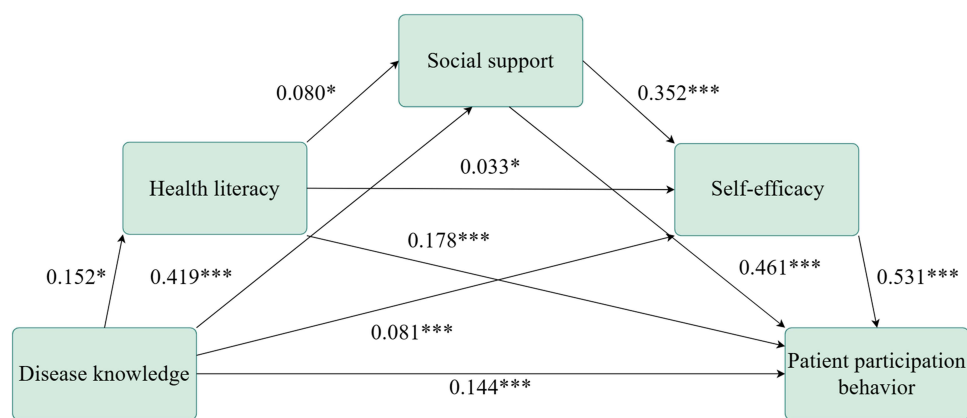 Social support
0.080*
0.352***
Health literacy
0.033*
Self-efficacy
0.178***
0.152*
0.419***
0.461***
0.531***
0.081***
Disease knowledge
0.144***
Patient participation
behavior